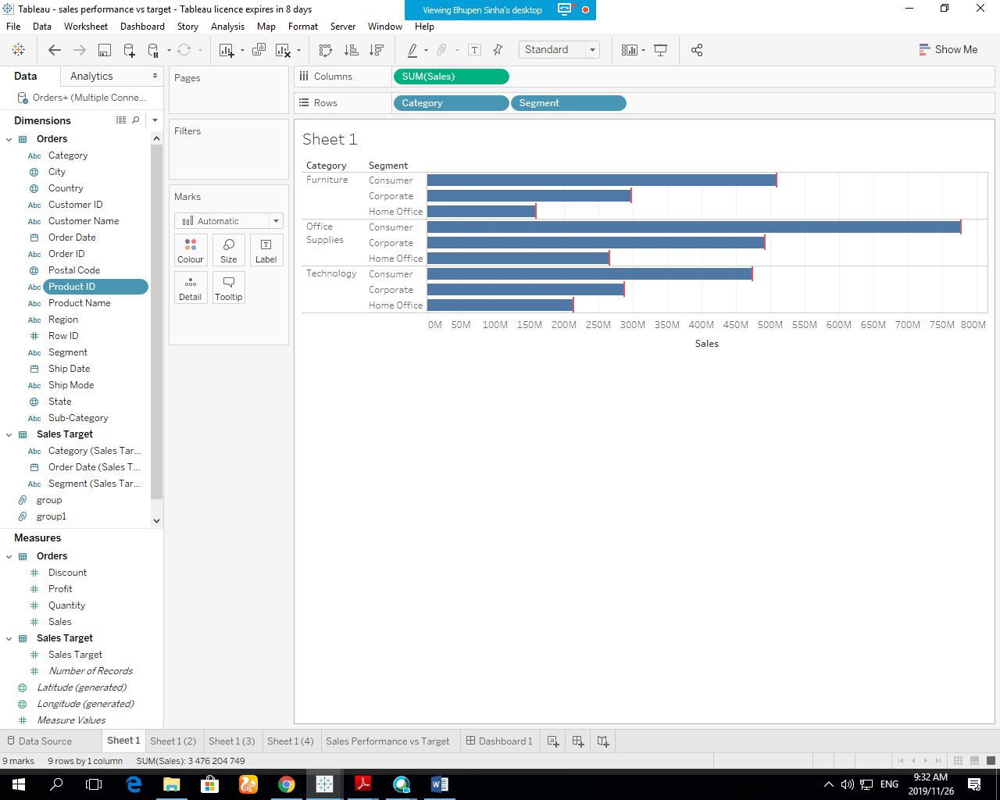 Tableau - sales performance vs target - Tableau licence expires in 8 days
Viewing Bhupen Sinha's desktop
File Data Worksheet Dashboard Story Analysis Map Format Server Window Help
Standard
Show Me
Data Analytics
Orders+ (Multiple Conne...
Dimensions
Orders
Abc Category
City
Country
Abc Customer ID
Abc Customer Name
Order Date
Abc Order ID
Postal Code
Abc Product ID
Abc Product Name
Region
Row ID
Abc Segment
Ship Date
Abc Ship Mode
State
Abc Sub-Category
Sales Target
Abc Category (Sales Tar...
Order Date (Sales T...
Abc Segment (Sales Tar...
group
group1
Measures
Orders
Discount
Profit
Quantity
Sales
Sales Target
Sales Target
Number of Records
Latitude (generated)
Longitude (generated)
Measure Values
Pages
Filters
Marks
Automatic
Colour Size Label
Detail Tooltip
Columns SUM(Sales)
Rows Category Segment
Sheet 1
Category Segment
Furniture Consumer
Corporate
Home Office
Office Supplies Consumer
Corporate
Home Office
Technology Consumer
Corporate
Home Office
0M 50M 100M 150M 200M 250M 300M 350M 400M 450M 500M 550M 600M 650M 700M 750M 800M
Sales
Data Source Sheet 1 Sheet 1 (2) Sheet 1 (3) Sheet 1 (4) Sales Performance vs Target Dashboard 1
9 marks 9 rows by 1 column SUM(Sales): 3 476 204 749
ENG
9:32 AM
2019/11/26